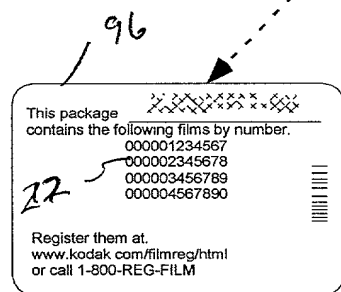 96
This package
contains the following films by number.
000001234567
000002345678
22
000003456789
000004567890
Register them at.
www.kodak com/filmreg/html
or call 1-800-REG-FILM